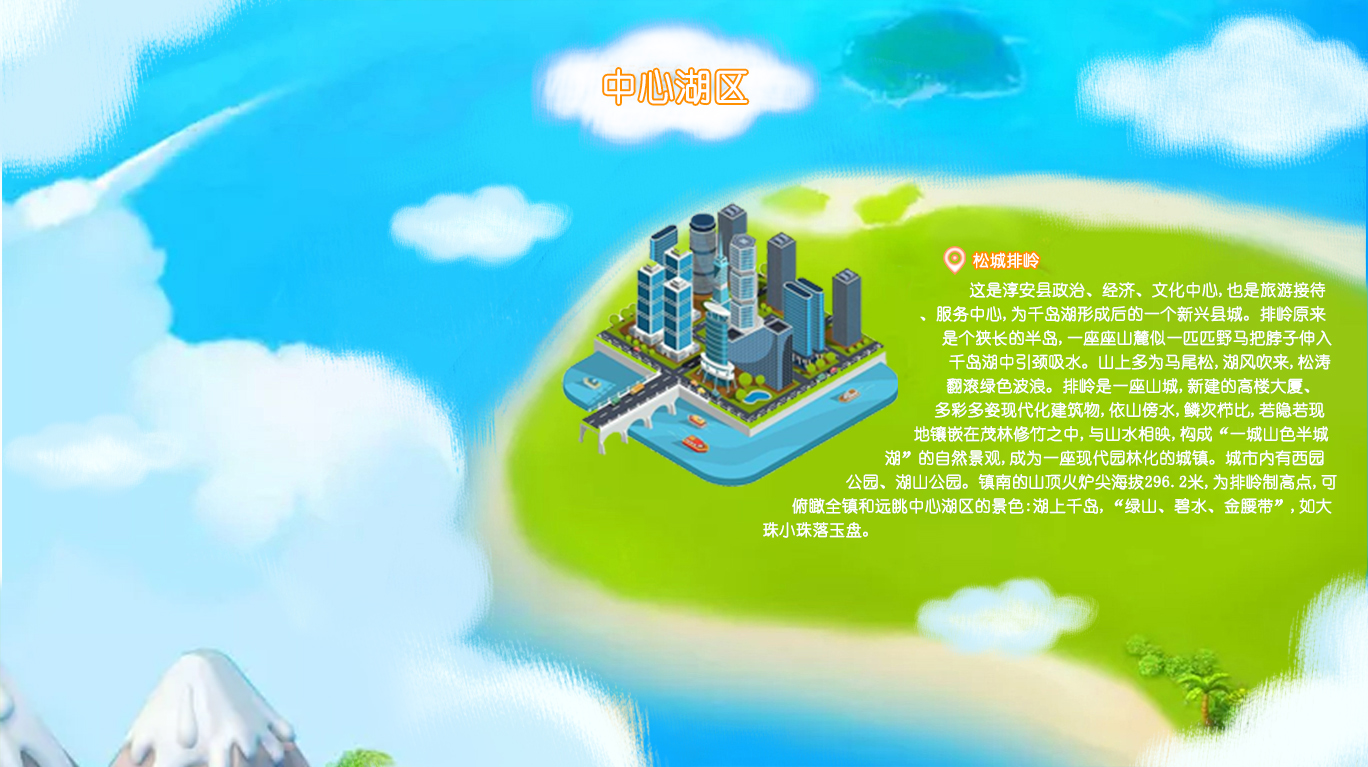 中心湖区
松城排岭
这是淳安县政治、经济、文化中心,也是旅游接待
、服务中心,为千岛湖形成后的一个新兴县城。排岭原来
是个狭长的半岛,一座座山麓似一匹匹野马把脖子伸入
千岛湖中引颈吸水。山上多为马尾松,湖风吹来,松涛
翻滚绿色波浪。排岭是一座山城,新建的高楼大厦、
多彩多姿现代化建筑物,依山傍水,鳞次栉比,若隐若现
地镶嵌在茂林修竹之中,与山水相映,构成“一城山色半城
湖”的自然景观,成为一座现代园林化的城镇。城市内有西园
公园、湖山公园。镇南的山顶火炉尖海拔296.2米,为排岭制高点,可
俯瞰全镇和远眺中心湖区的景色:湖上千岛,“绿山、碧水、金腰带”,如大
珠小珠落玉盘。